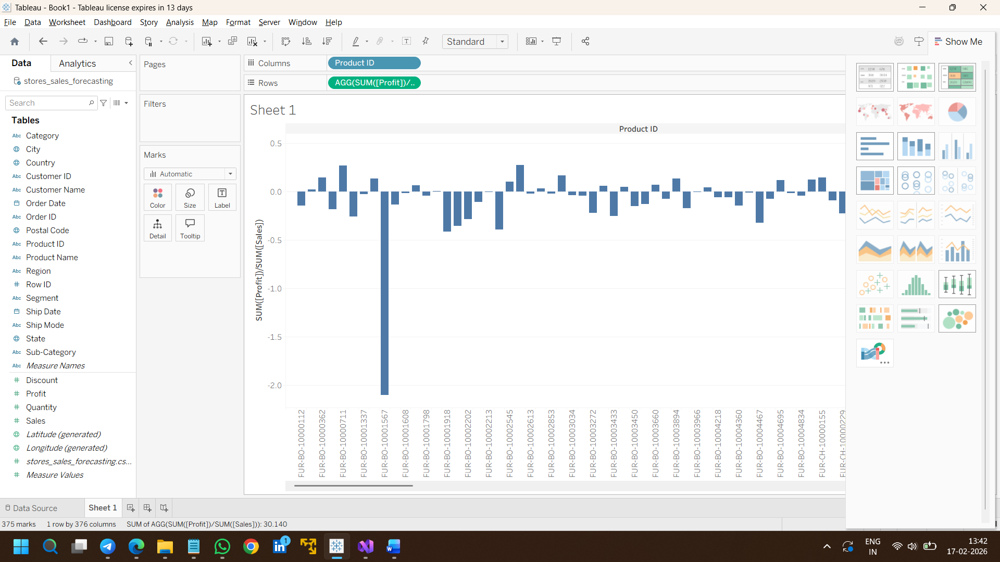 Tableau - Book1 - Tableau license expires in 13 days
File Data Worksheet Dashboard Story Analysis Map Format Server Window Help
Standard
Show Me
Data
Analytics
stores_sales_forecasting
Search
Tables
Abc Category
City
Country
Abc Customer ID
Abc Customer Name
Order Date
Abc Order ID
Postal Code
Abc Product ID
Abc Product Name
Abc Region
# Row ID
Abc Segment
Ship Date
Abc Ship Mode
State
Abc Sub-Category
Abc Measure Names
# Discount
# Profit
# Quantity
# Sales
Latitude (generated)
Longitude (generated)
# stores_sales_forecasting.cs...
# Measure Values
Pages
Filters
Marks
Automatic
Color Size Label
Detail Tooltip
Columns Product ID
Rows AGG(SUM([Profit])/..
Sheet 1
Product ID
SUM([Profit])/SUM([Sales])
0.5
0.0
-0.5
-1.0
-1.5
-2.0
FUR-BO-10000112
FUR-BO-10000362
FUR-BO-10000711
FUR-BO-10001337
FUR-BO-10001567
FUR-BO-10001608
FUR-BO-10001798
FUR-BO-10001918
FUR-BO-10002202
FUR-BO-10002213
FUR-BO-10002545
FUR-BO-10002613
FUR-BO-10002853
FUR-BO-10003034
FUR-BO-10003272
FUR-BO-10003433
FUR-BO-10003450
FUR-BO-10003660
FUR-BO-10003894
FUR-BO-10003966
FUR-BO-10004218
FUR-BO-10004360
FUR-BO-10004467
FUR-BO-10004695
FUR-BO-10004834
FUR-CH-10000155
FUR-CH-10000229
Data Source
Sheet 1
375 marks 1 row by 376 columns SUM of AGG(SUM([Profit])/SUM([Sales])): 30.140
1
ENG
IN
13:42
17-02-2026